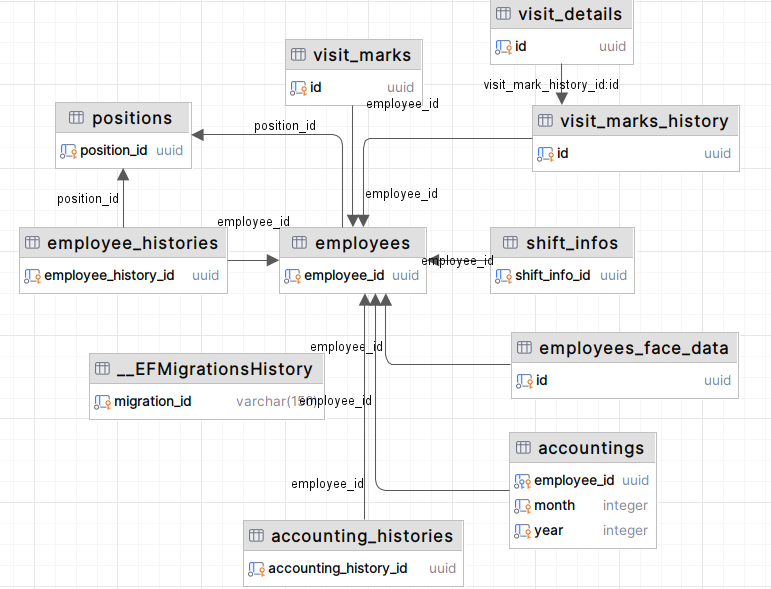 visit_details
id uuid
visit_marks
id uuid
visit_mark_history_id:id
employee_id
positions
position_id uuid
position_id
visit_marks_history
id uuid
position_id
employee_id
employee_id
employee_histories
employee_history_id uuid
employees
employee_id uuid
employee_id
shift_infos
shift_info_id uuid
employee_id
employees_face_data
id uuid
__EFMigrationsHistory
migration_id varchar(150)
employee_id
accountings
employee_id uuid
month integer
year integer
employee_id
accounting_histories
accounting_history_id uuid